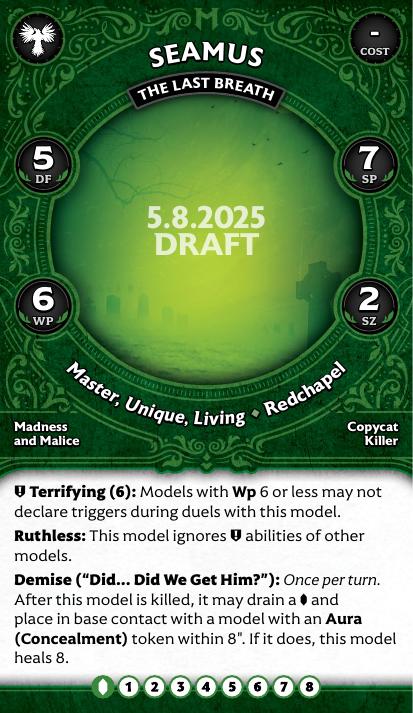 SEAMUS
THE LAST BREATH
-
COST
5
DF
7
SP
5.8.2025
DRAFT
6
WP
2
SZ
Master, Unique, Living ◆ Redchapel
Madness
and Malice
Copycat
Killer
Terrifying (6): Models with Wp 6 or less may not
declare triggers during duels with this model.
Ruthless: This model ignores abilities of other
models.
Demise (“Did... Did We Get Him?”): Once per turn.
After this model is killed, it may drain a and
place in base contact with a model with an Aura
(Concealment) token within 8". If it does, this model
heals 8.
1 2 3 4 5 6 7 8